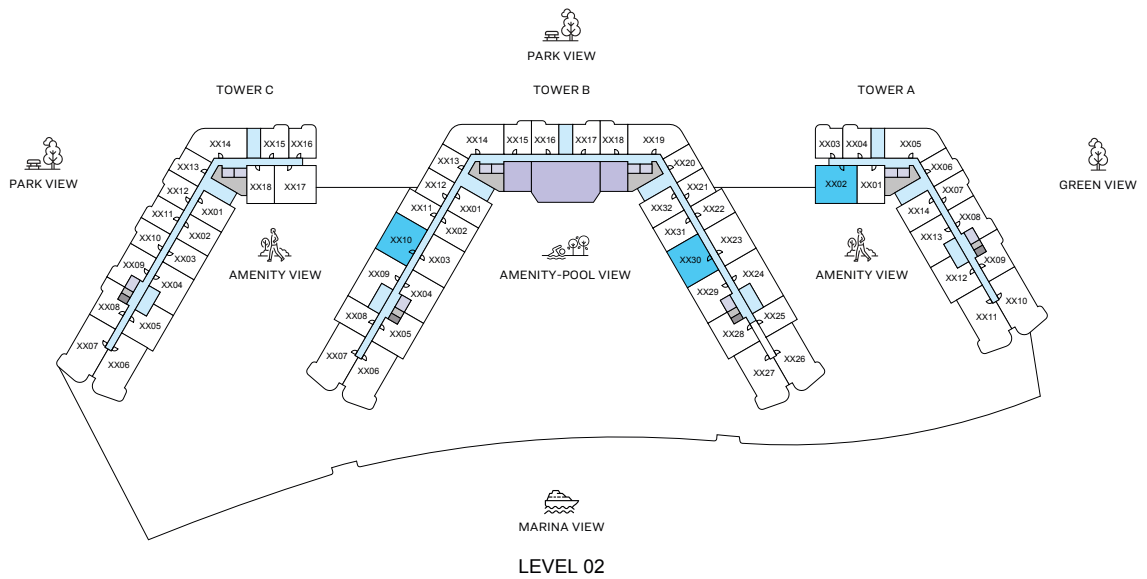 PARK VIEW
TOWER C
TOWER B
TOWER A
PARK VIEW
GREEN VIEW
XX14
XX15
XX16
XX13
XX18
XX17
XX12
XX01
XX11
XX02
XX10
XX03
XX09
XX04
XX08
XX05
XX07
XX06
AMENITY VIEW
XX14
XX15
XX16
XX17
XX18
XX19
XX13
XX20
XX12
XX21
XX01
XX32
XX11
XX22
XX02
XX31
XX10
XX23
XX03
XX30
XX09
XX24
XX04
XX29
XX08
XX25
XX05
XX28
XX07
XX26
XX06
XX27
AMENITY-POOL VIEW
XX03
XX04
XX05
XX06
XX02
XX01
XX07
XX14
XX08
XX13
XX09
XX12
XX10
XX11
AMENITY VIEW
MARINA VIEW
LEVEL 02